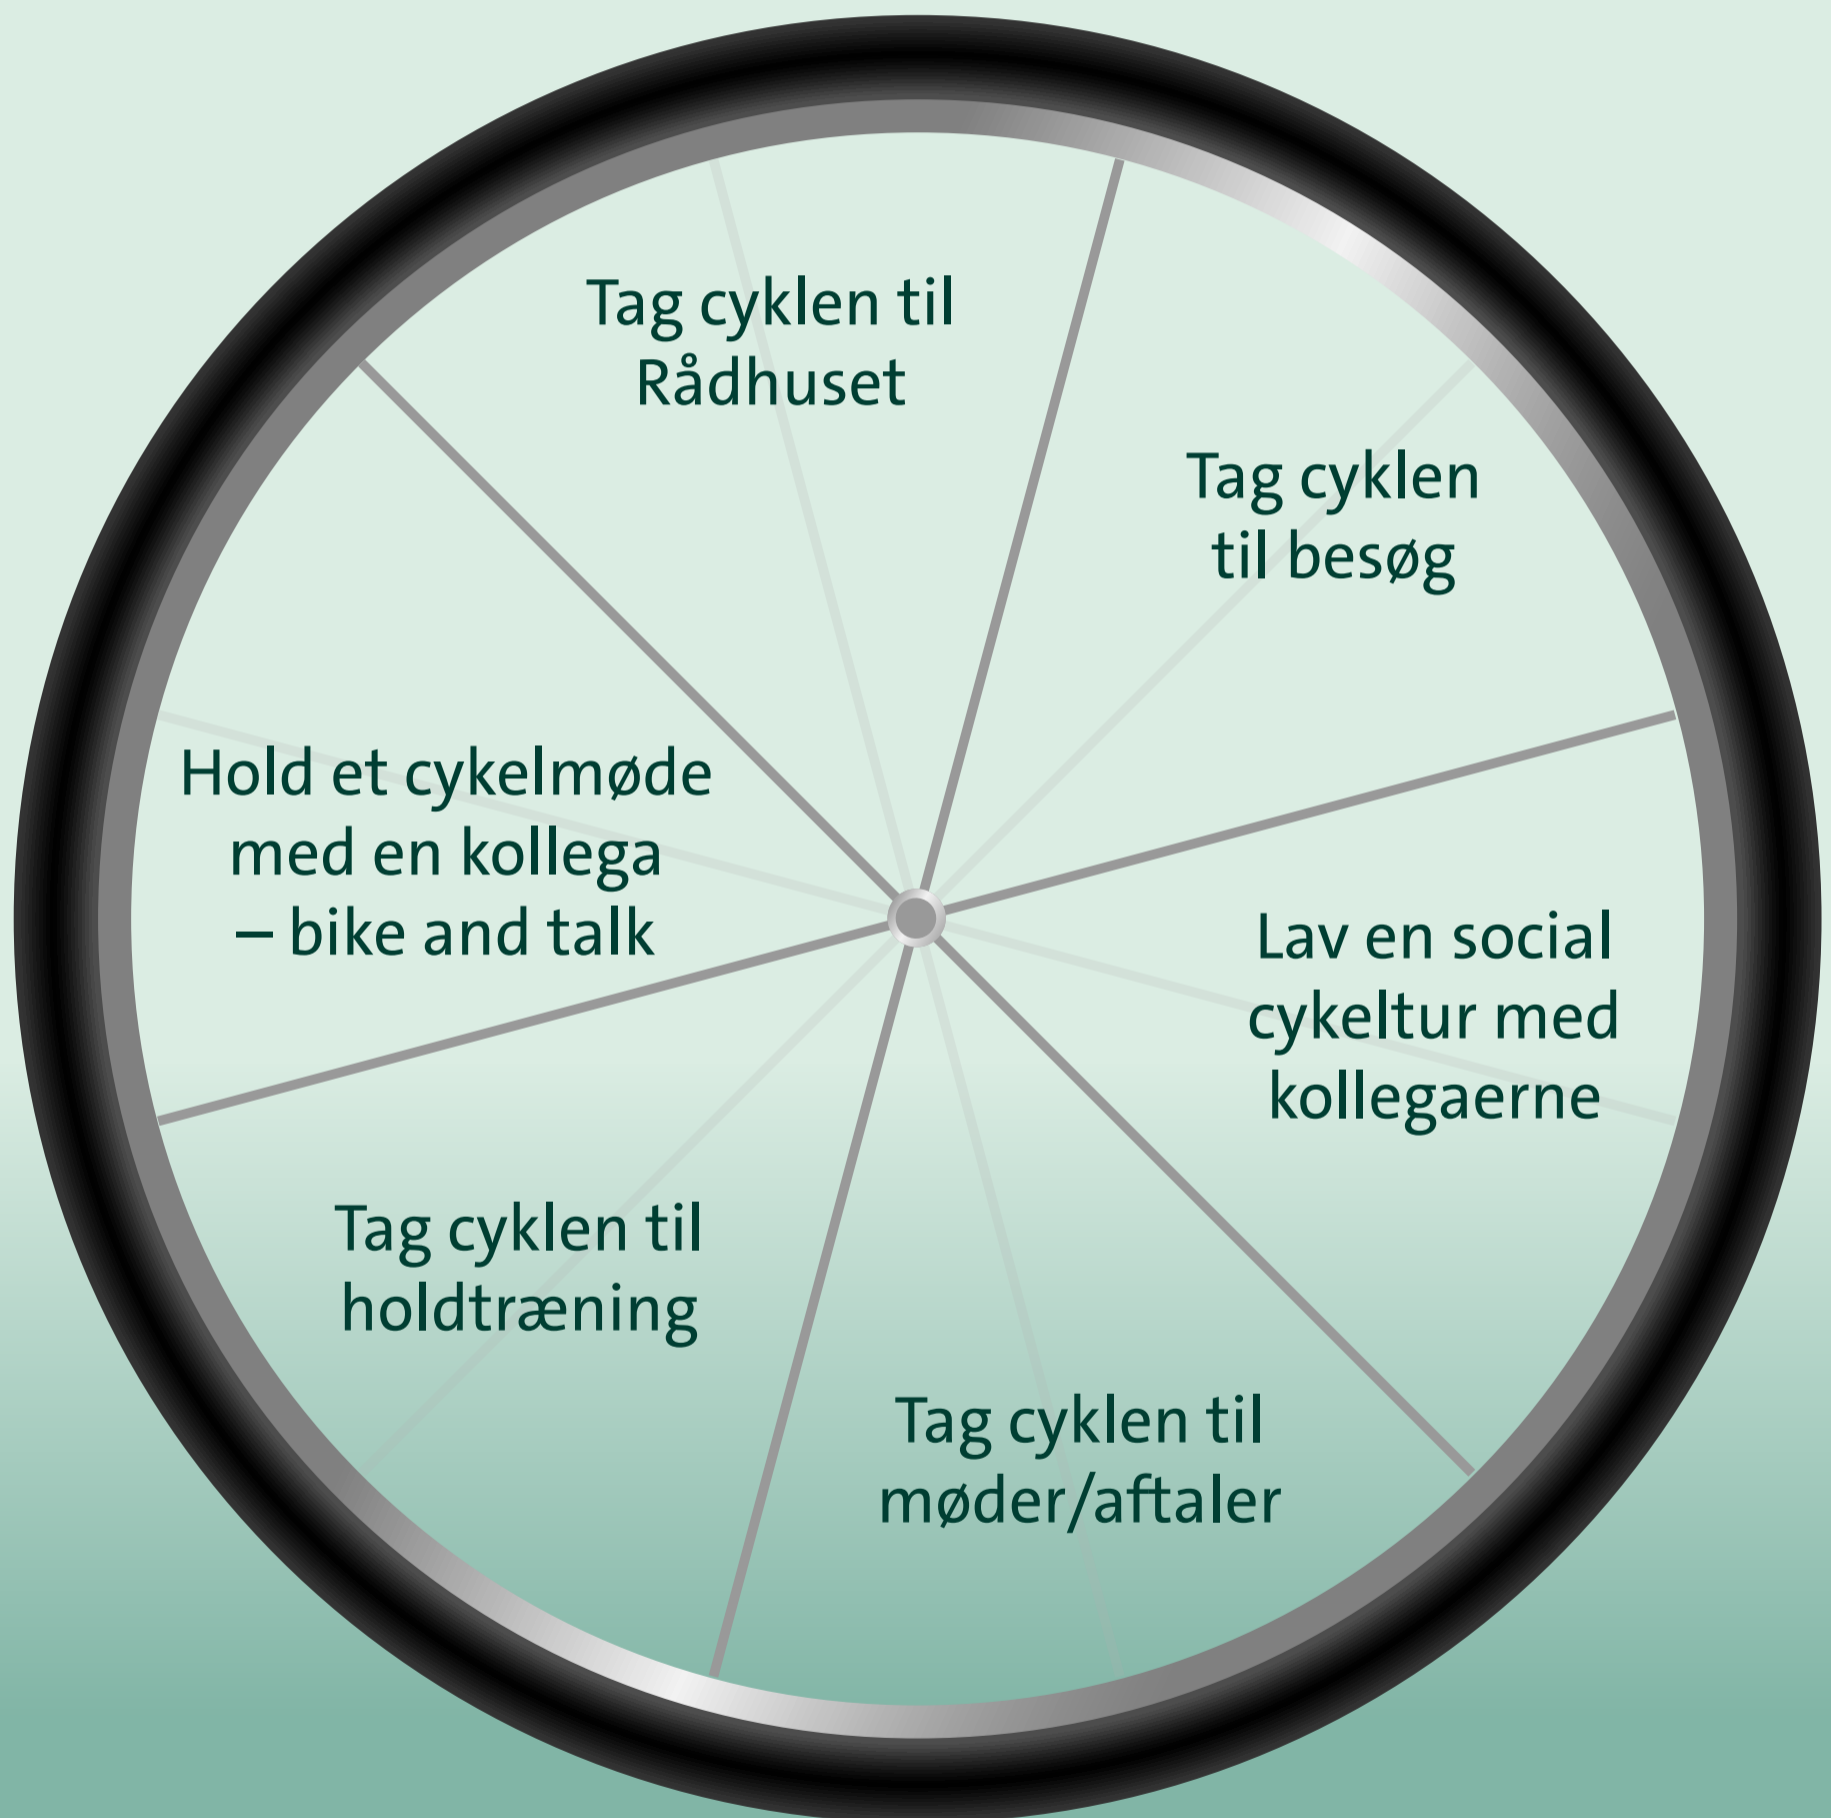 Tag cyklen til
Rådhuset
Tag cyklen
til besøg
Lav en social
cykeltur med
kollegaerne
Tag cyklen til
møder/aftaler
Tag cyklen til
holdtræning
Hold et cykelmøde
med en kollega
– bike and talk